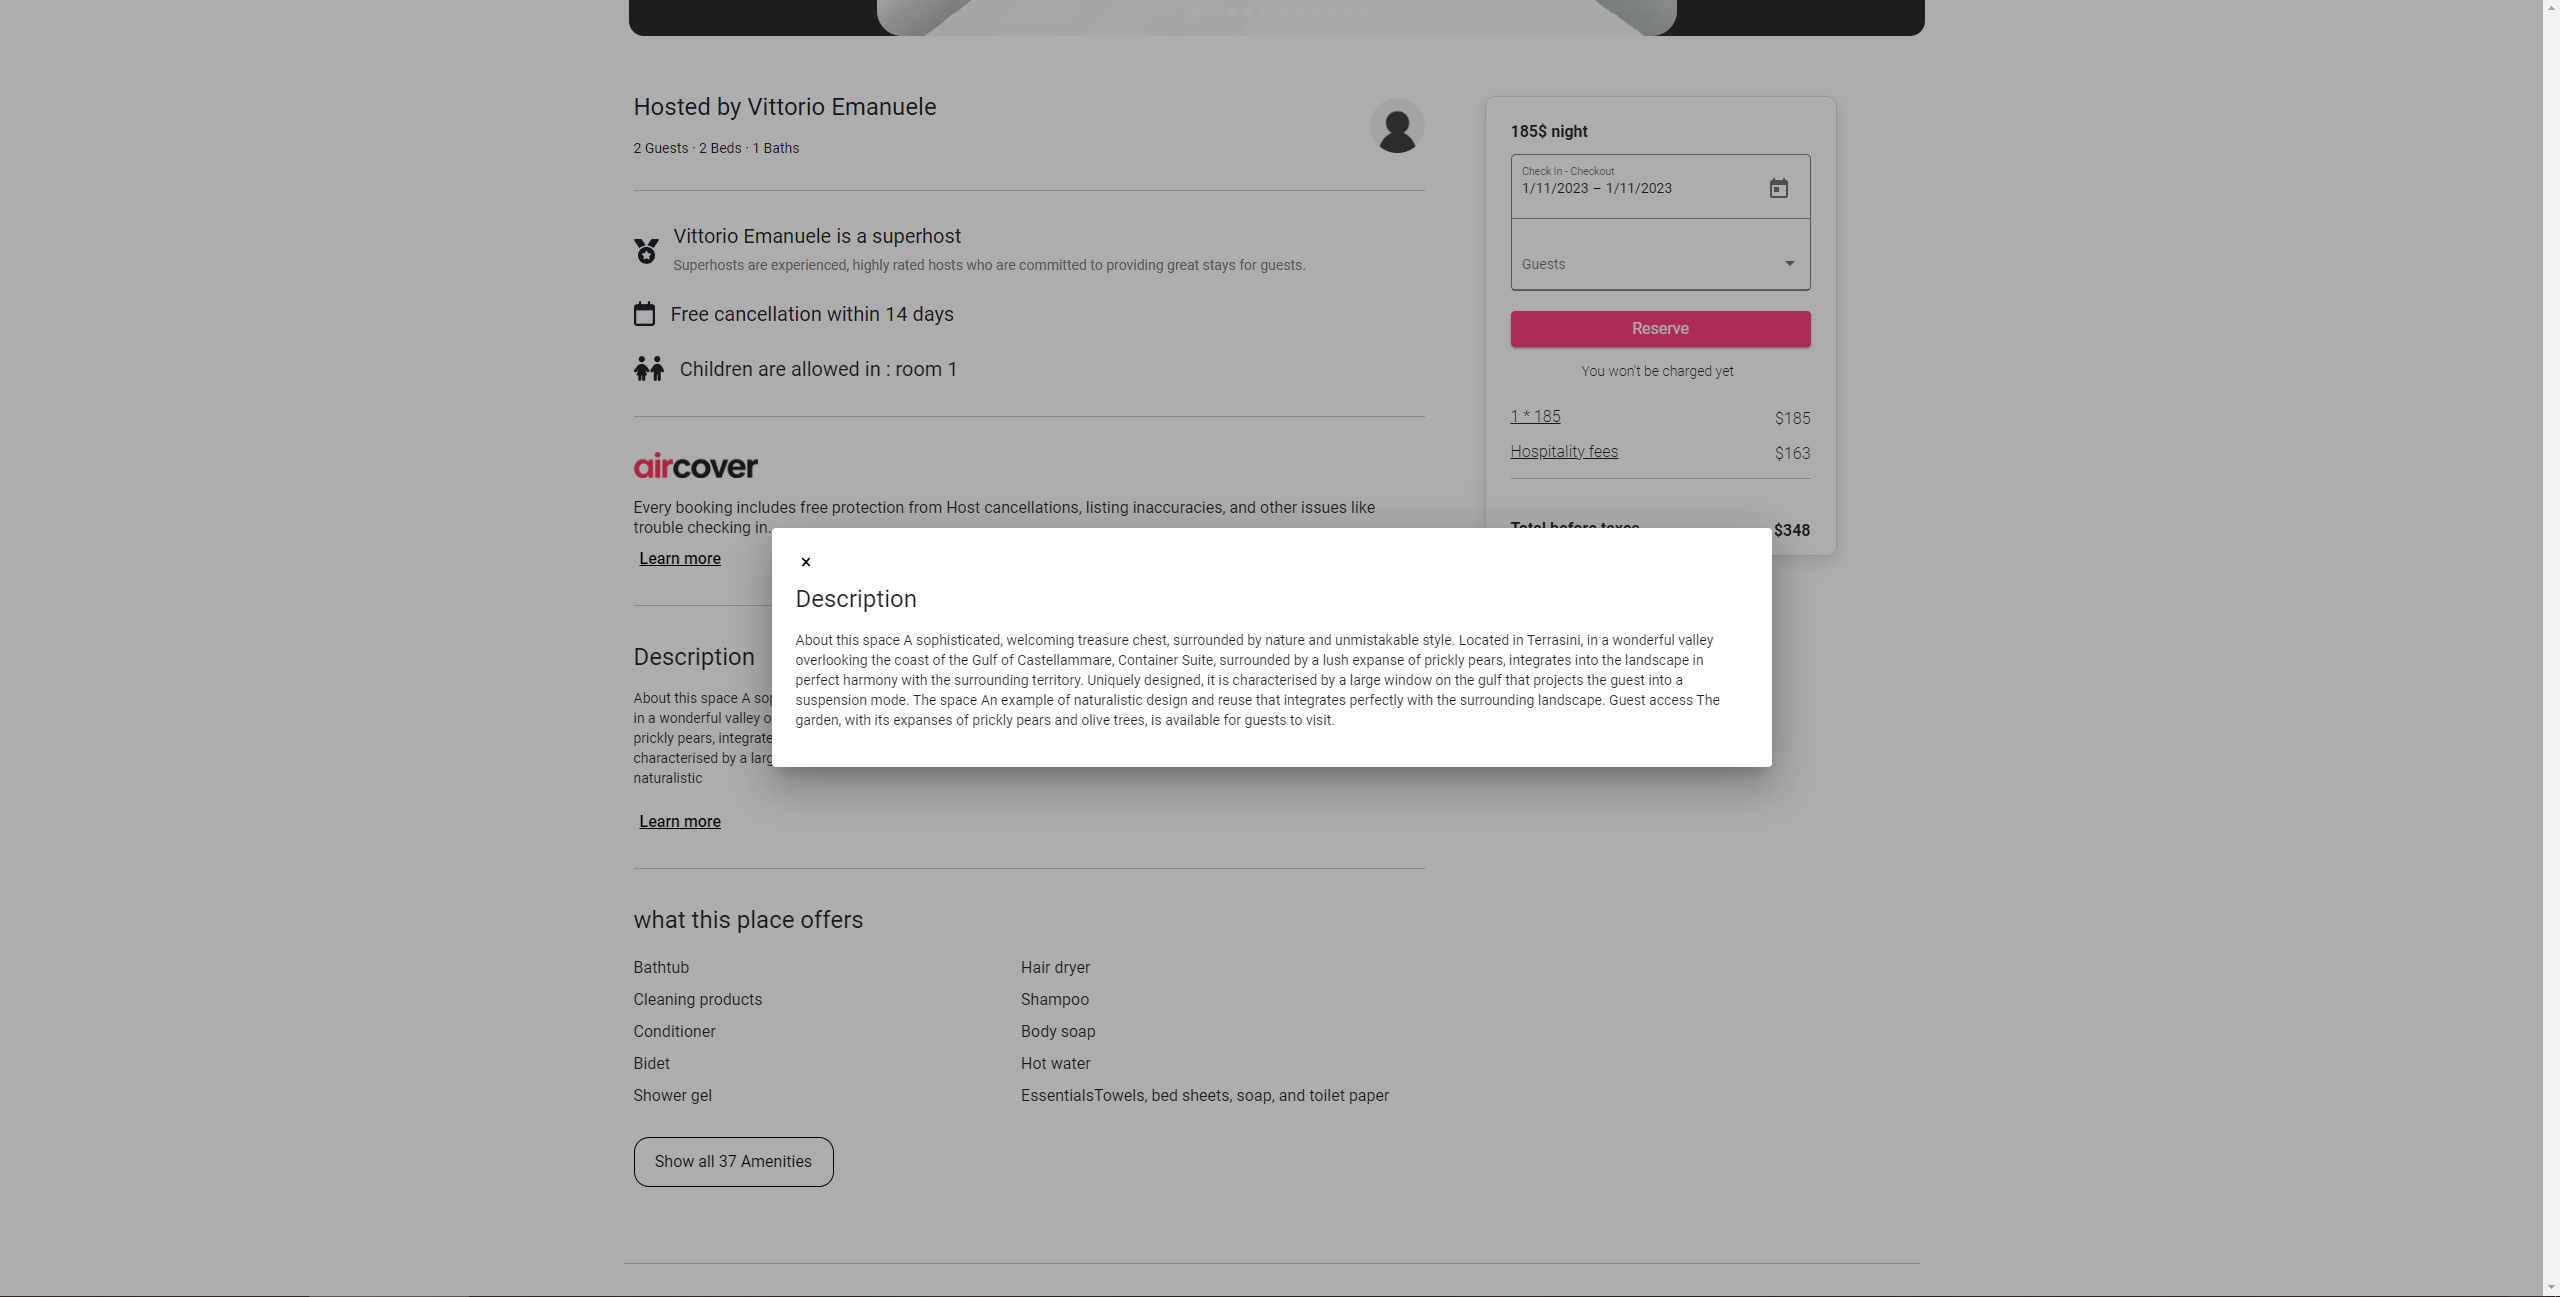 Hosted by Vittorio Emanuele
2 Guests · 2 Beds · 1 Baths
Vittorio Emanuele is a superhost
Superhosts are experienced, highly rated hosts who are committed to providing great stays for guests.
Free cancellation within 14 days
Children are allowed in : room 1
aircover
Every booking includes free protection from Host cancellations, listing inaccuracies, and other issues like
trouble checking in.
Learn more
185$ night
Check In - Checkout
1/11/2023 – 1/11/2023
Guests
Reserve
You won't be charged yet
1 * 185 $185
Hospitality fees $163
Total before taxes $348
×
Description
About this space A sophisticated, welcoming treasure chest, surrounded by nature and unmistakable style. Located in Terrasini, in a wonderful valley
overlooking the coast of the Gulf of Castellammare, Container Suite, surrounded by a lush expanse of prickly pears, integrates into the landscape in
perfect harmony with the surrounding territory. Uniquely designed, it is characterised by a large window on the gulf that projects the guest into a
suspension mode. The space An example of naturalistic design and reuse that integrates perfectly with the surrounding landscape. Guest access The
garden, with its expanses of prickly pears and olive trees, is available for guests to visit.
Description
About this space A sop
in a wonderful valley o
prickly pears, integrate
characterised by a larg
naturalistic
Learn more
what this place offers
Bathtub Hair dryer
Cleaning products Shampoo
Conditioner Body soap
Bidet Hot water
Shower gel EssentialsTowels, bed sheets, soap, and toilet paper
Show all 37 Amenities